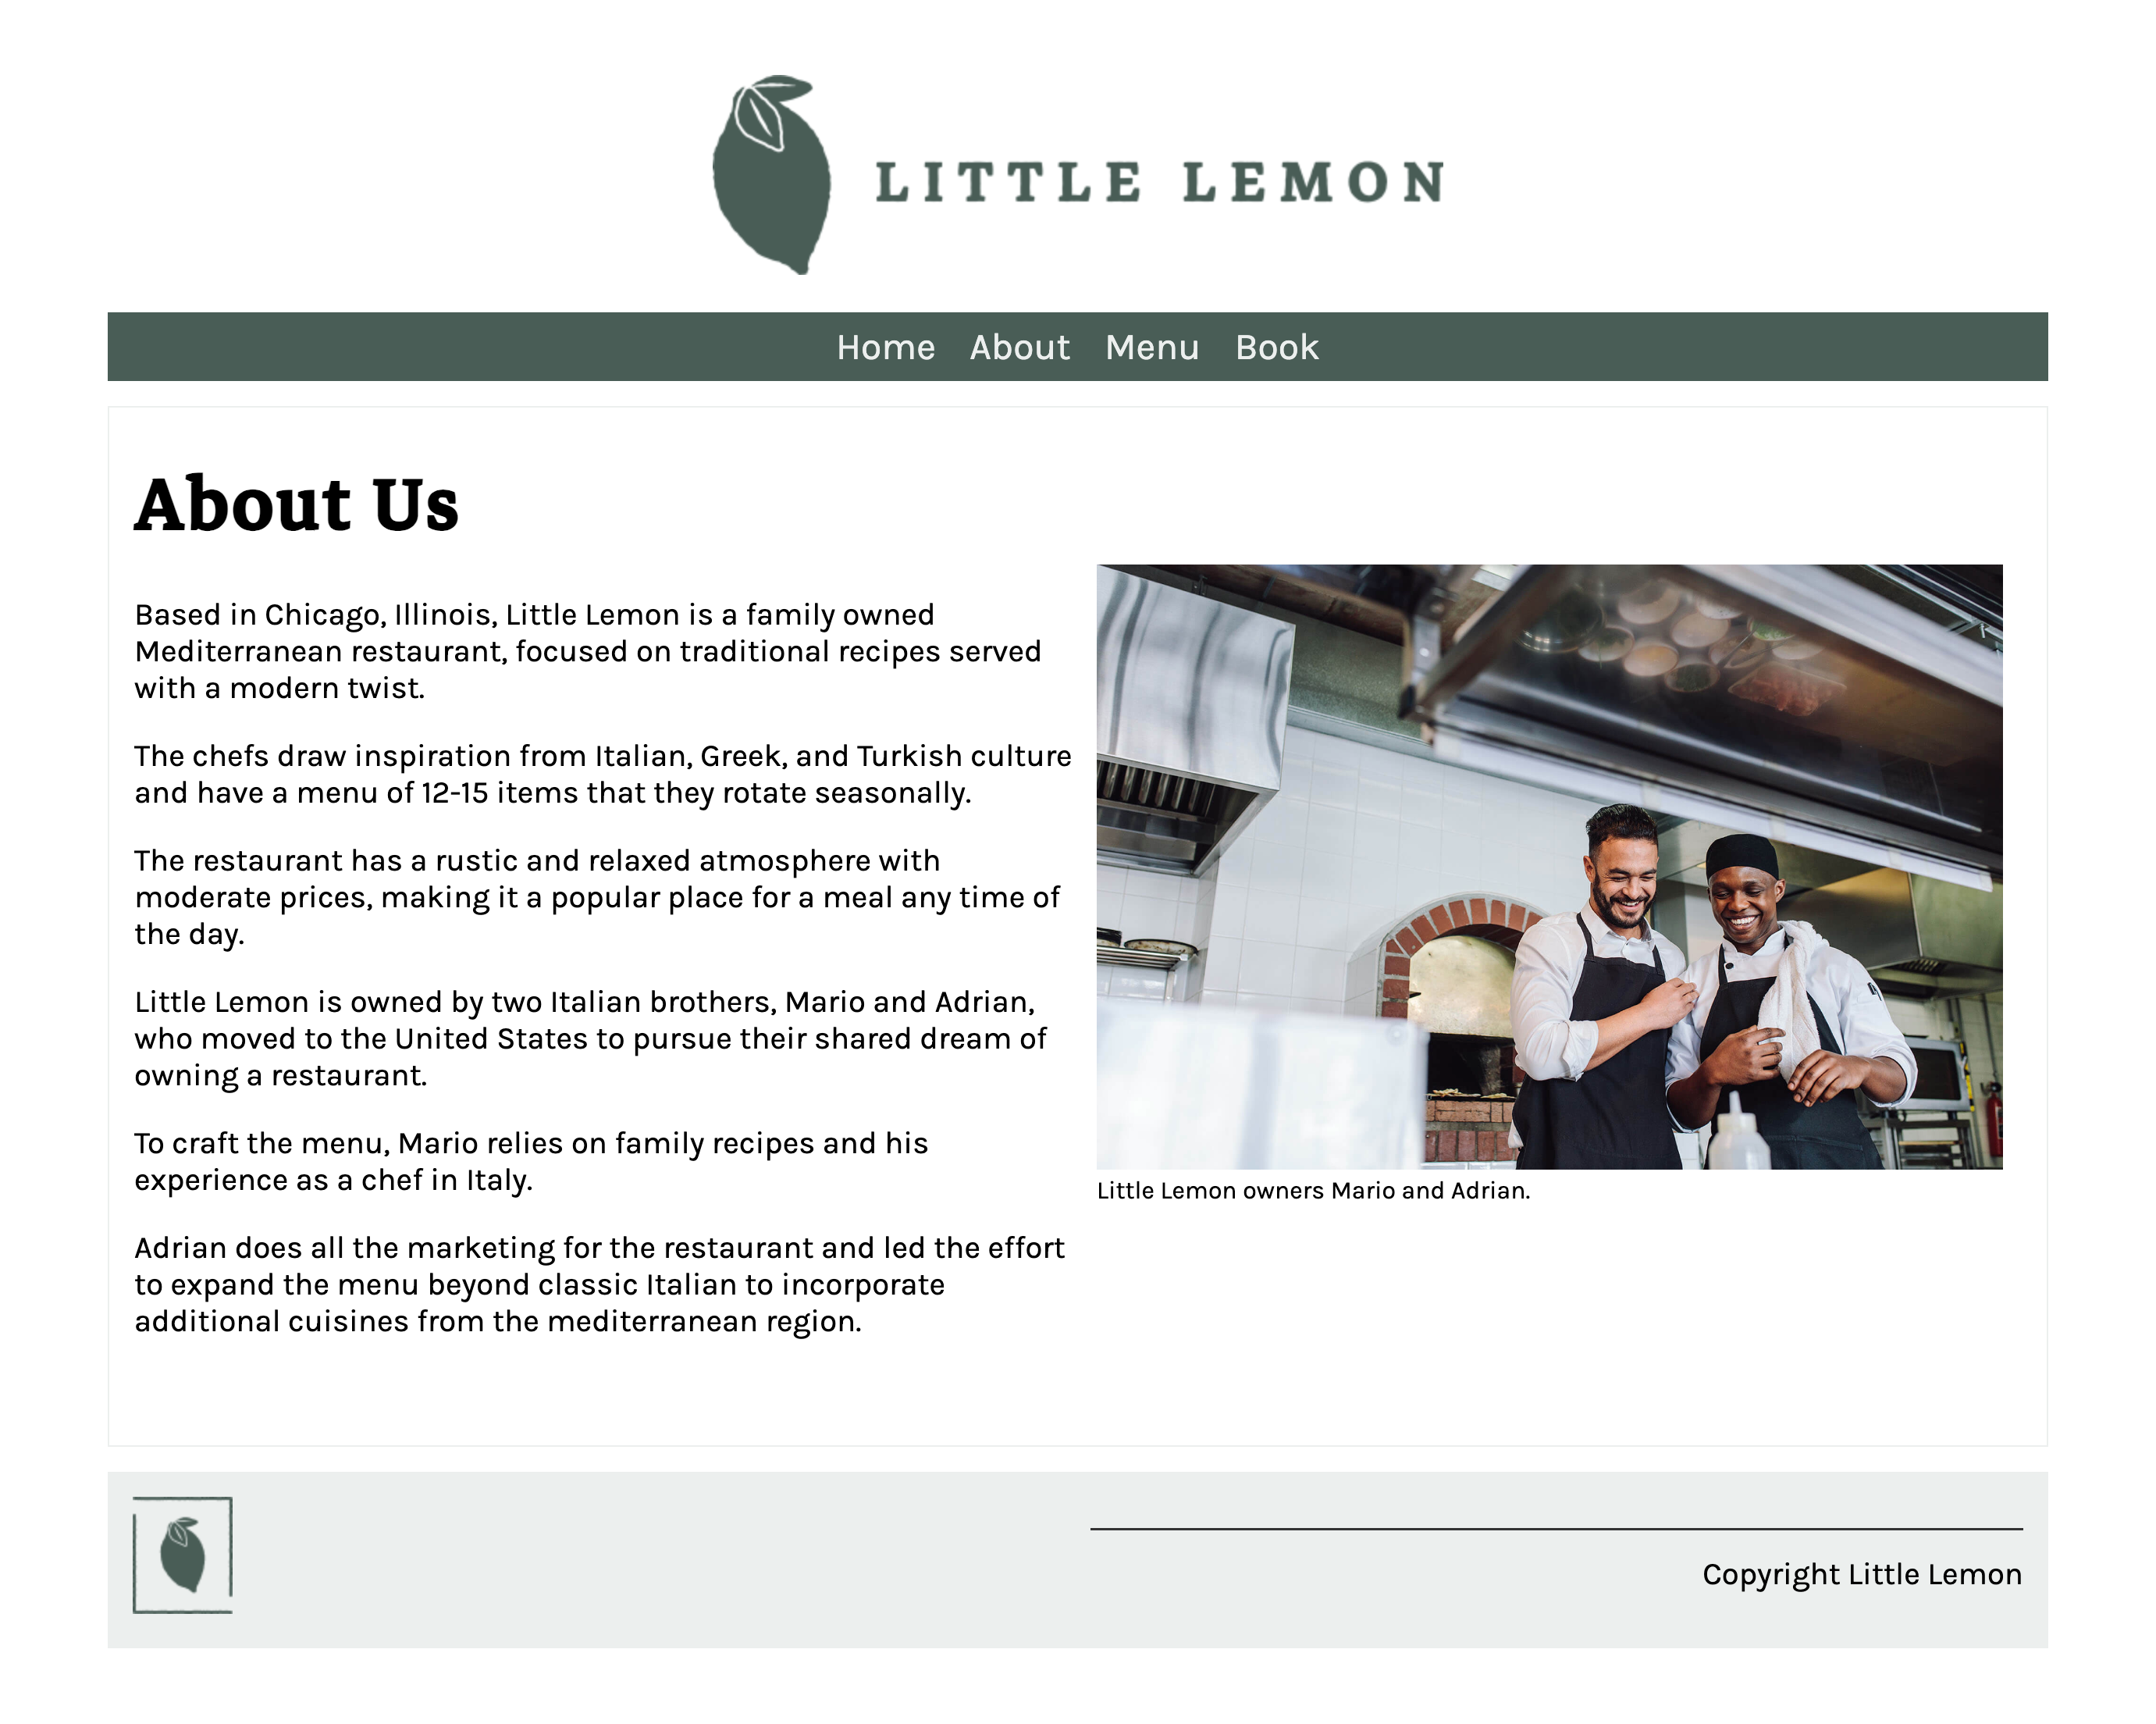 LITTLE LEMON
Home About Menu Book
About Us
Based in Chicago, Illinois, Little Lemon is a family owned
Mediterranean restaurant, focused on traditional recipes served
with a modern twist.
The chefs draw inspiration from Italian, Greek, and Turkish culture
and have a menu of 12-15 items that they rotate seasonally.
The restaurant has a rustic and relaxed atmosphere with
moderate prices, making it a popular place for a meal any time of
the day.
Little Lemon is owned by two Italian brothers, Mario and Adrian,
who moved to the United States to pursue their shared dream of
owning a restaurant.
To craft the menu, Mario relies on family recipes and his
experience as a chef in Italy.
Adrian does all the marketing for the restaurant and led the effort
to expand the menu beyond classic Italian to incorporate
additional cuisines from the mediterranean region.
Little Lemon owners Mario and Adrian.
Copyright Little Lemon